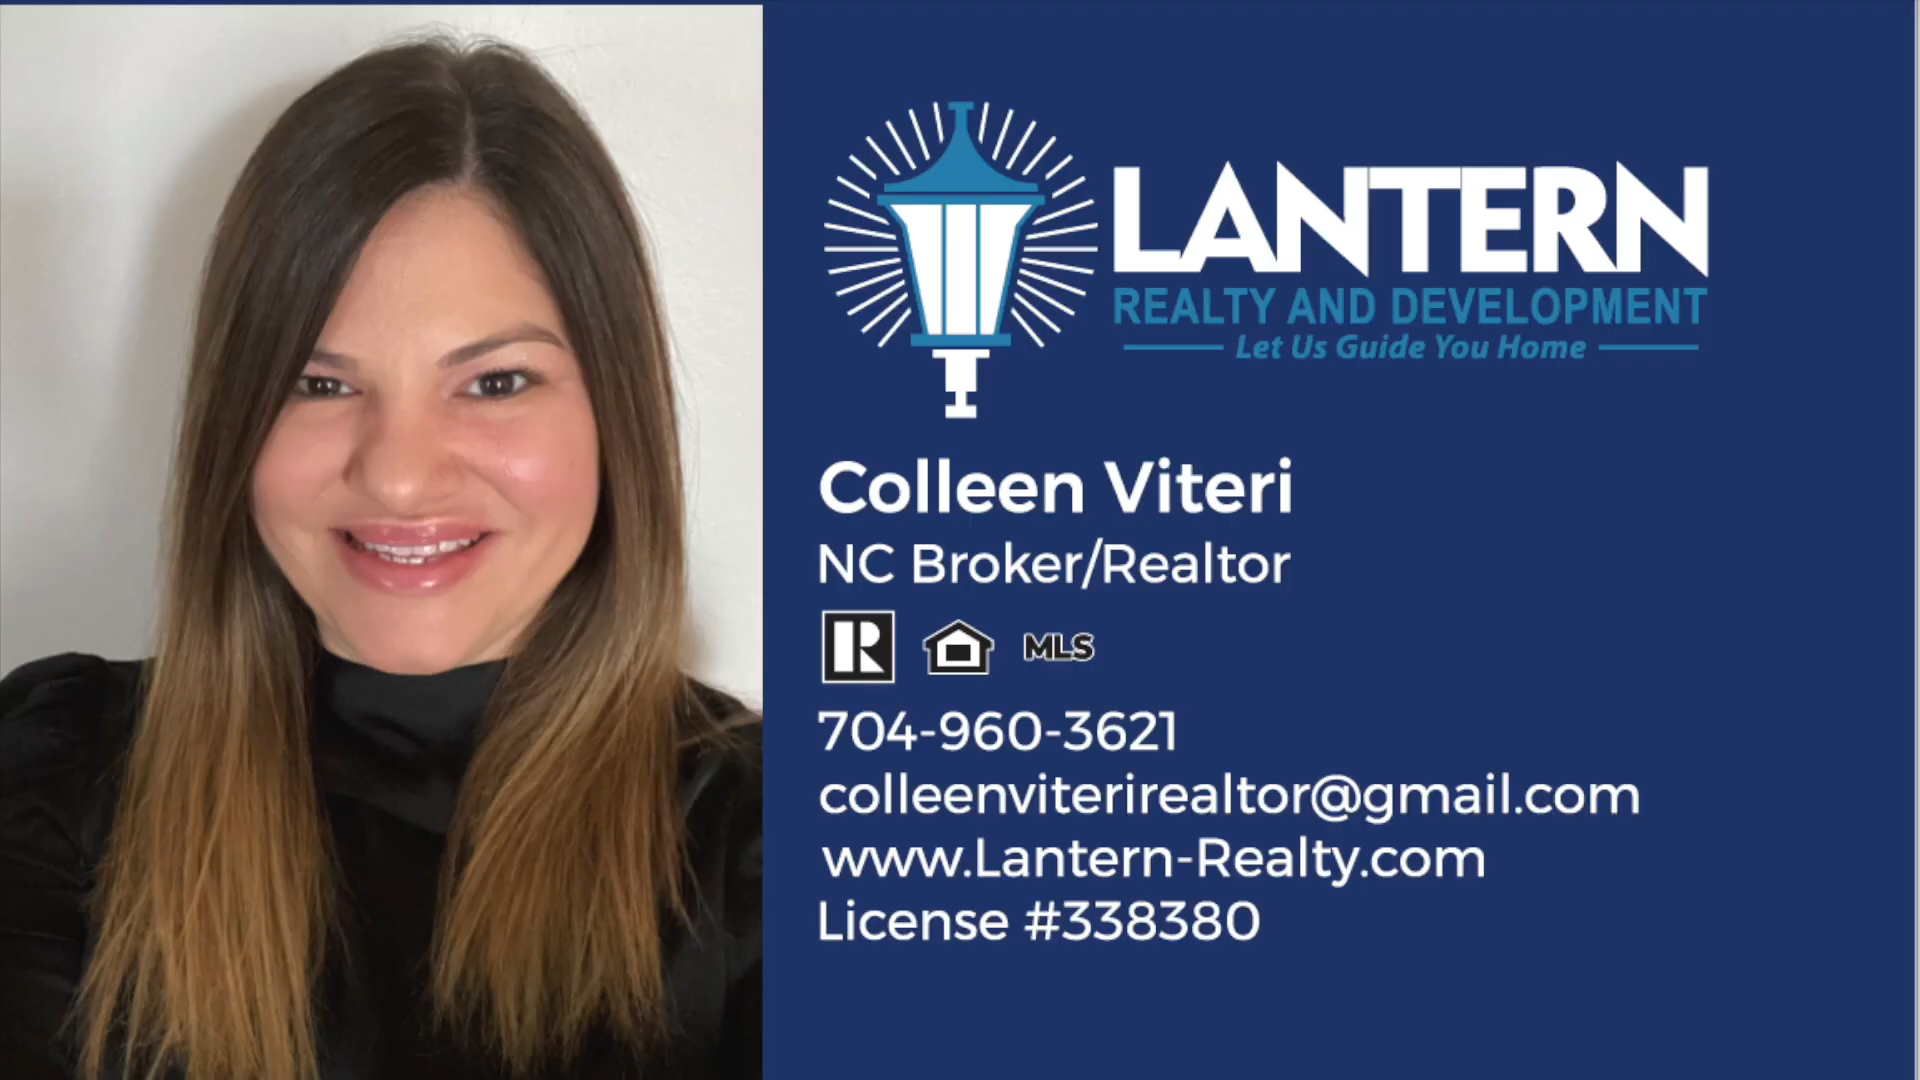 LANTERN
REALTY AND DEVELOPMENT
Let Us Guide You Home
Colleen Viteri
NC Broker/Realtor
R MLS
704-960-3621
colleenviterirealtor@gmail.com
www.Lantern-Realty.com
License #338380